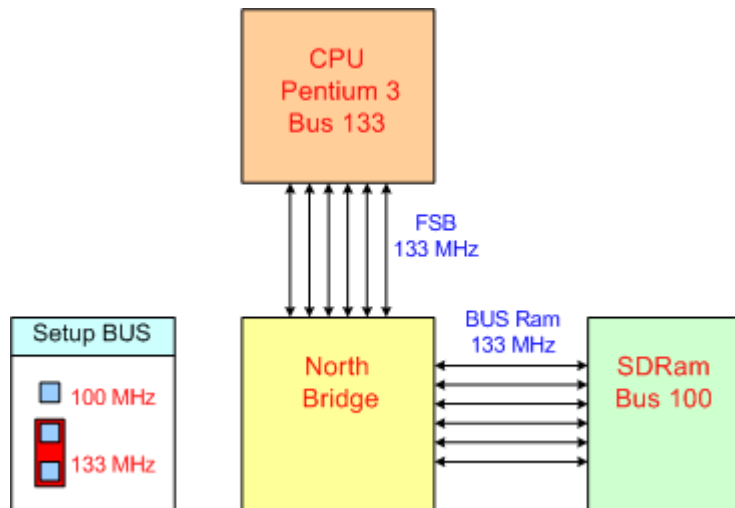 CPU
Pentium 3
Bus 133
FSB
133 MHz
Setup BUS
100 MHz
133 MHz
North
Bridge
BUS Ram
133 MHz
SDRam
Bus 100